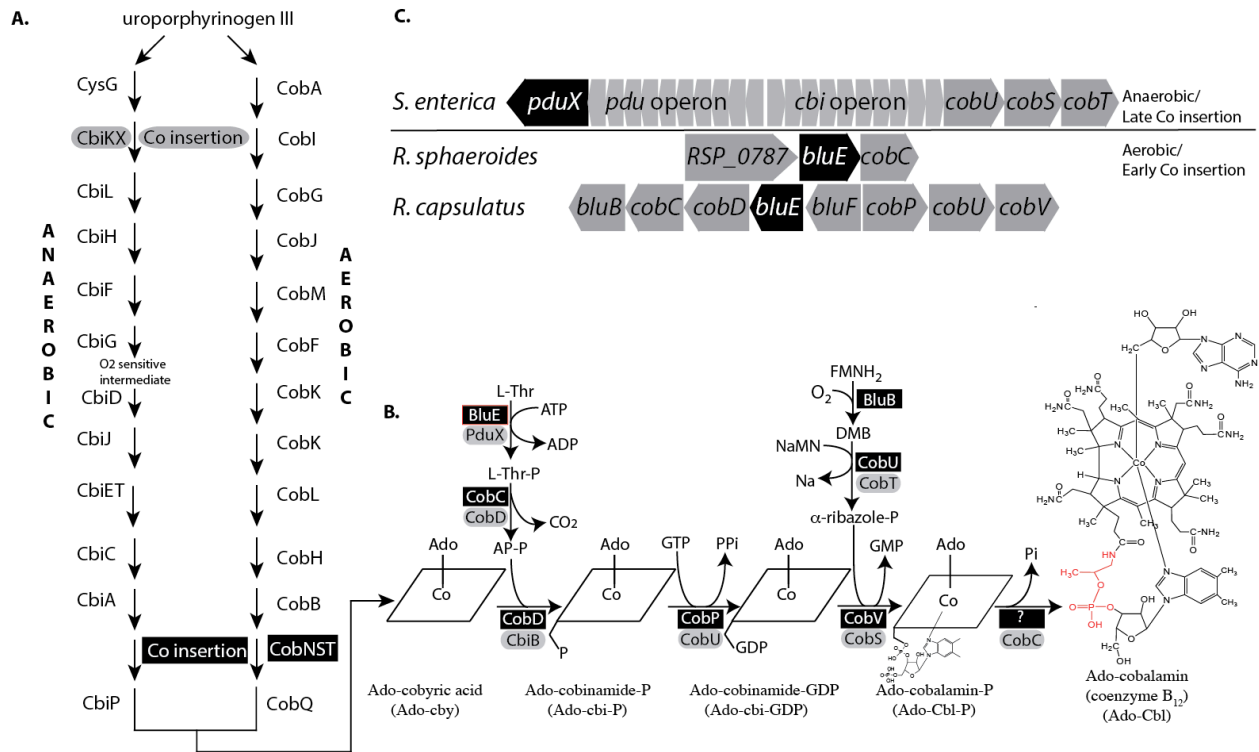 A.
uroporphyrinogen III
CysG
CbiKX
Co insertion
CbiL
CbiH
CbiF
CbiG
O2 sensitive
intermediate
CbiD
CbiJ
CbiET
CbiC
CbiA
Co insertion
CbiP
ANAEROBIC
CobA
CobI
CobG
CobJ
CobM
CobF
CobK
CobK
CobL
CobH
CobB
CobNST
CobQ
AEROBIC
C.
S. enterica
pduX
pdu operon
cbi operon
cobU
cobS
cobT
Anaerobic/
Late Co insertion
R. sphaeroides
RSP_0787
bluE
cobC
Aerobic/
Early Co insertion
R. capsulatus
bluB
cobC
cobD
bluE
bluF
cobP
cobU
cobV
B.
L-Thr
BluE
PduX
ATP
ADP
L-Thr-P
CobC
CobD
CO2
AP-P
FMNH2
O2
BluB
DMB
NaMN
CobU
CobT
Na
α-ribazole-P
Ado
Co
CobD
CbiB
Ado
Co
P
GTP
PPi
CobP
CobU
Ado
Co
GDP
GMP
CobV
CobS
Ado
Co
Pi
?
CobC
Ado-cobyric acid
(Ado-cby)
Ado-cobinamide-P
(Ado-cbi-P)
Ado-cobinamide-GDP
(Ado-cbi-GDP)
Ado-cobalamin-P
(Ado-Cbl-P)
Ado-cobalamin
(coenzyme B12)
(Ado-Cbl)